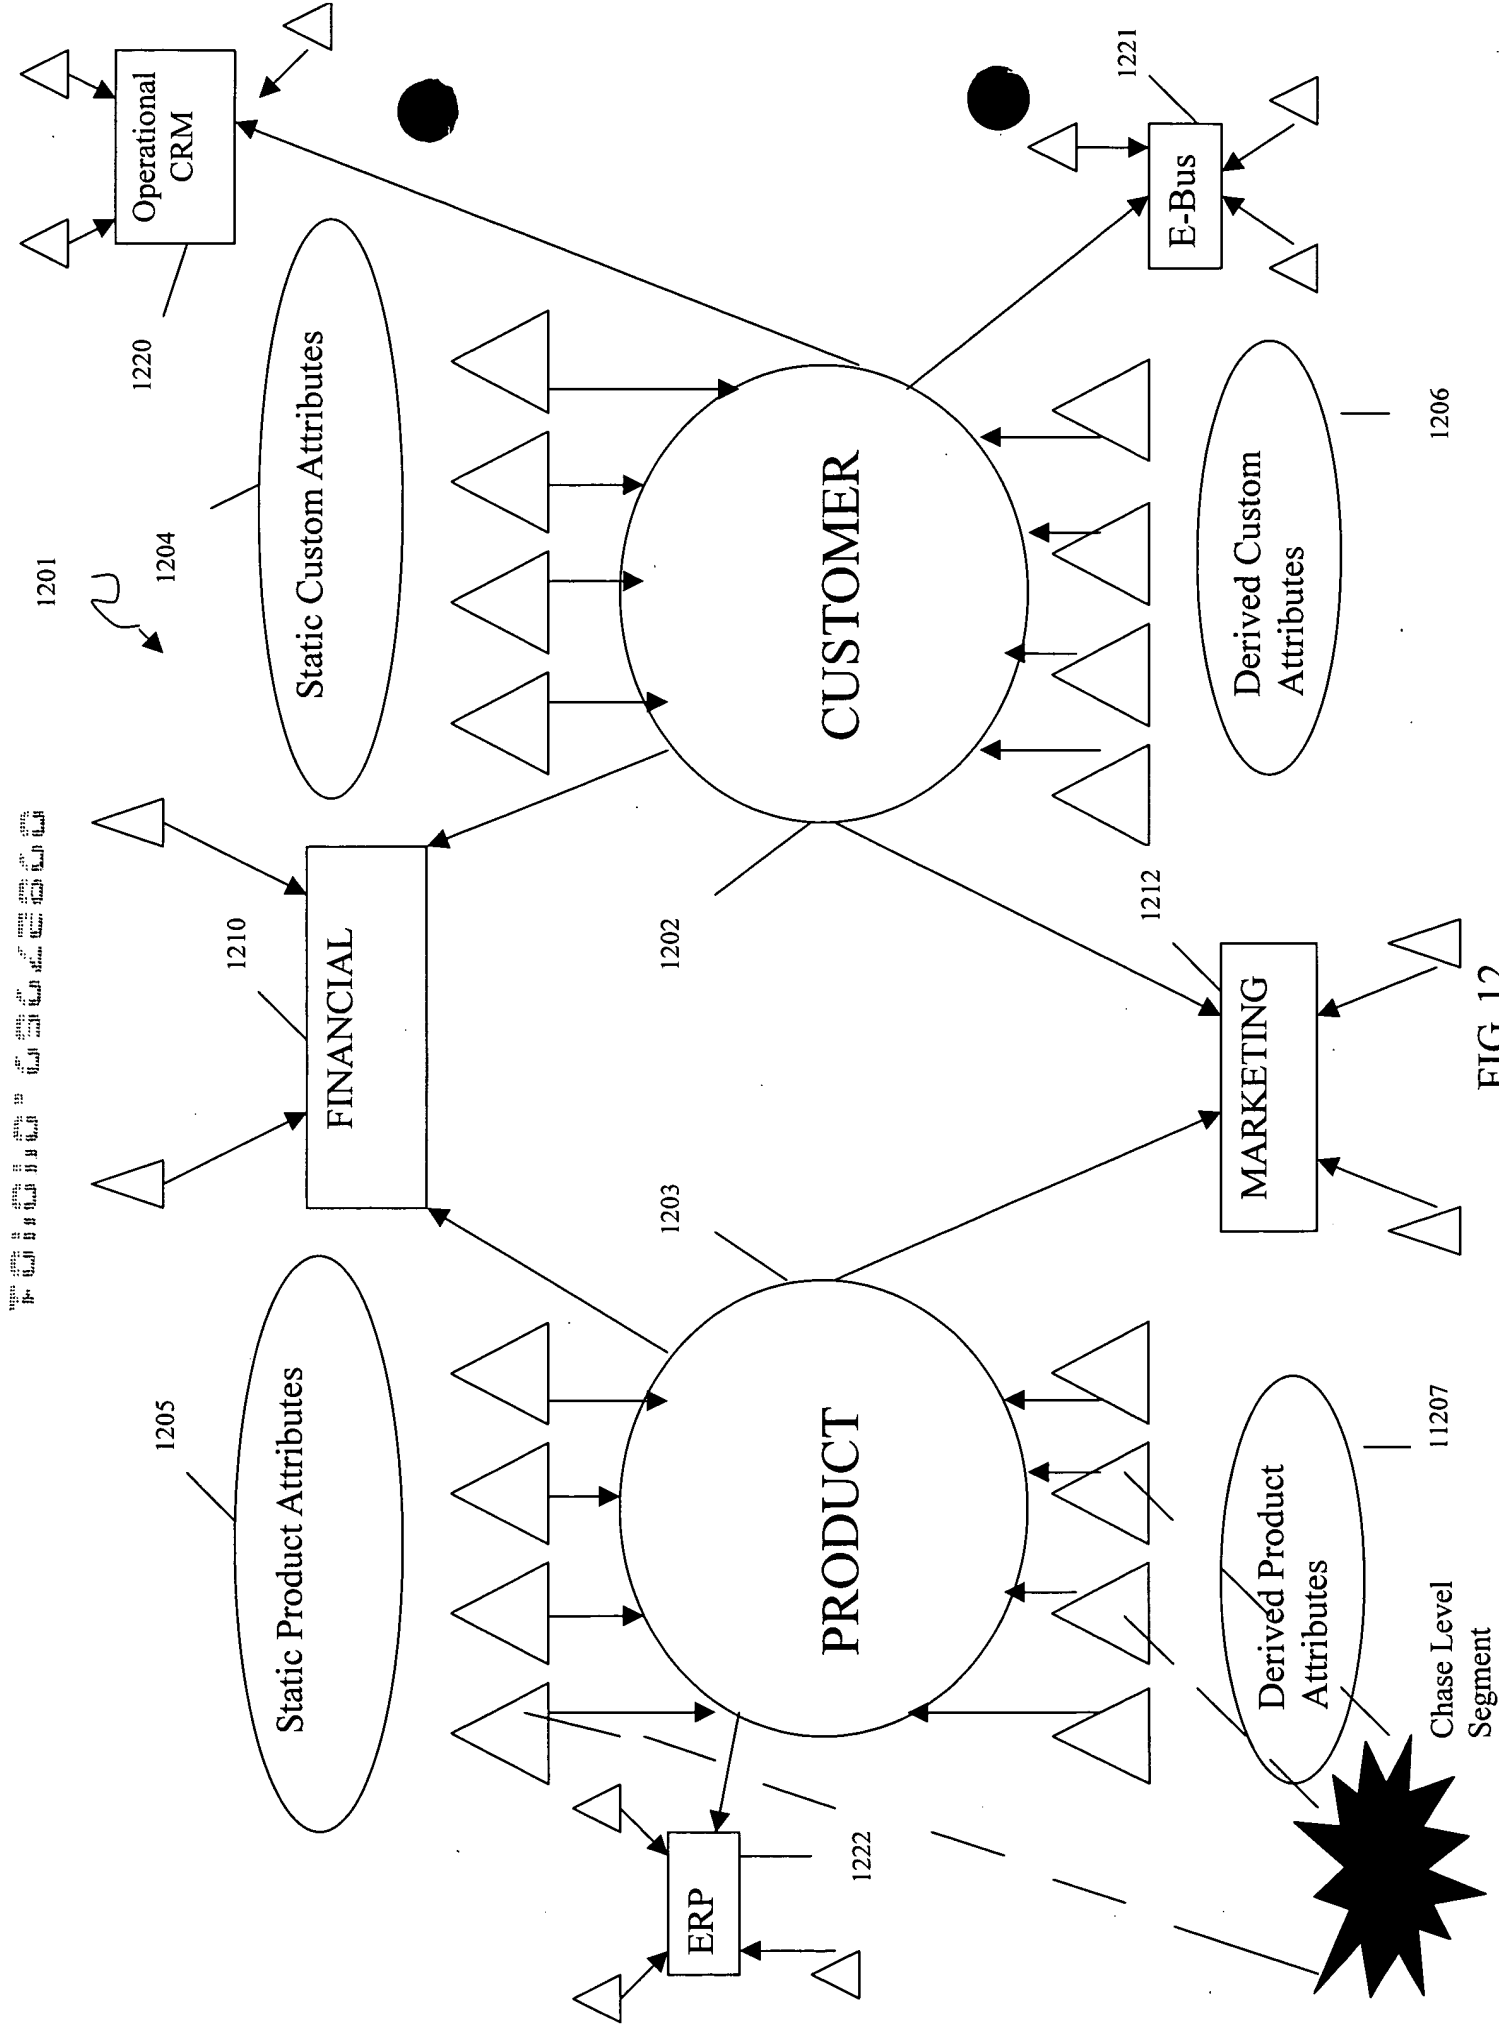 1201
1204
1220
Operational
CRM
Static Custom Attributes
1210
FINANCIAL
1205
Static Product Attributes
CUSTOMER
1202
1203
PRODUCT
ERP
1222
1221
E-Bus
1212
MARKETING
Derived Custom
Attributes
1206
Derived Product
Attributes
11207
Chase Level
Segment
FIG. 12